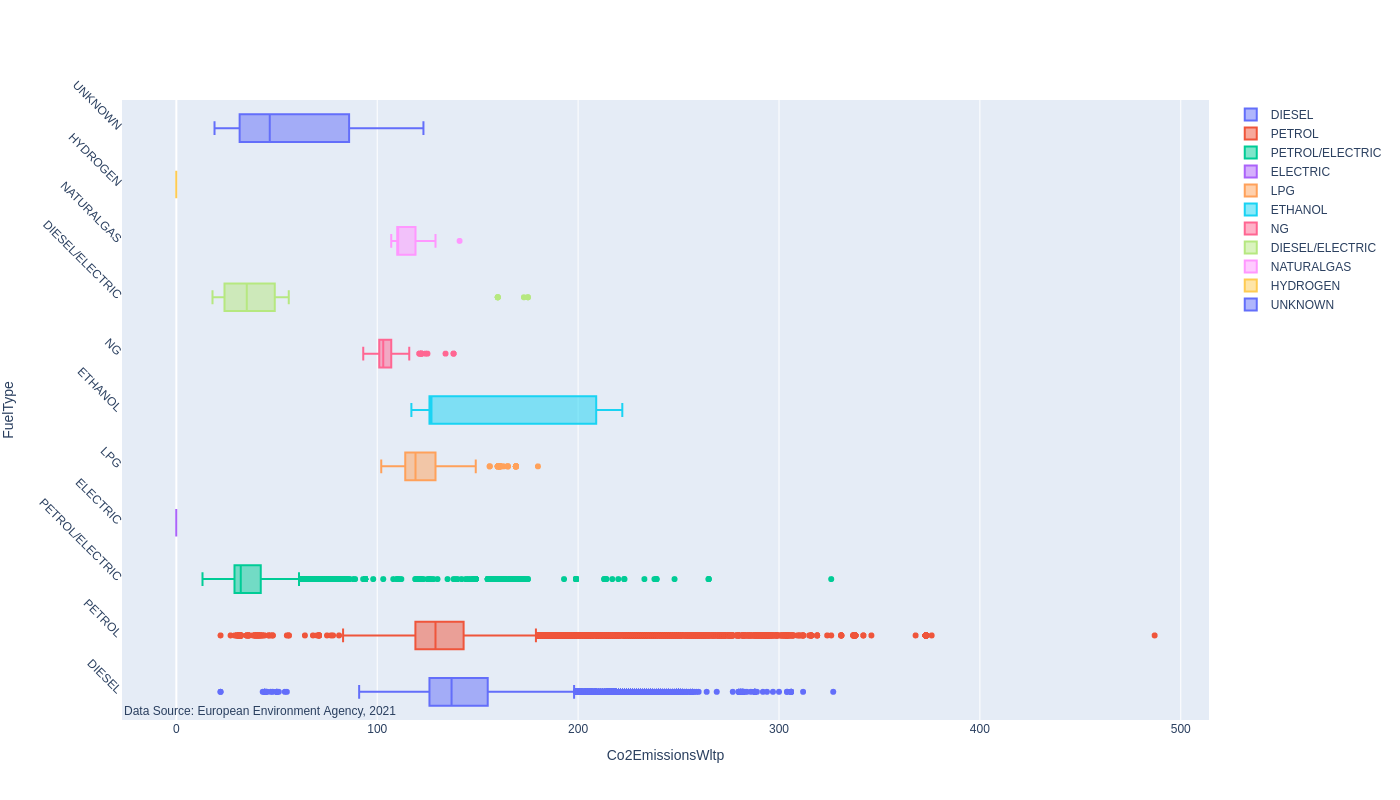 UNKNOWN
HYDROGEN
NATURALGAS
DIESEL/ELECTRIC
NG
ETHANOL
LPG
ELECTRIC
PETROL/ELECTRIC
PETROL
DIESEL
FuelType
Data Source: European Environment Agency, 2021
0 100 200 300 400 500
Co2EmissionsWltp
DIESEL
PETROL
PETROL/ELECTRIC
ELECTRIC
LPG
ETHANOL
NG
DIESEL/ELECTRIC
NATURALGAS
HYDROGEN
UNKNOWN